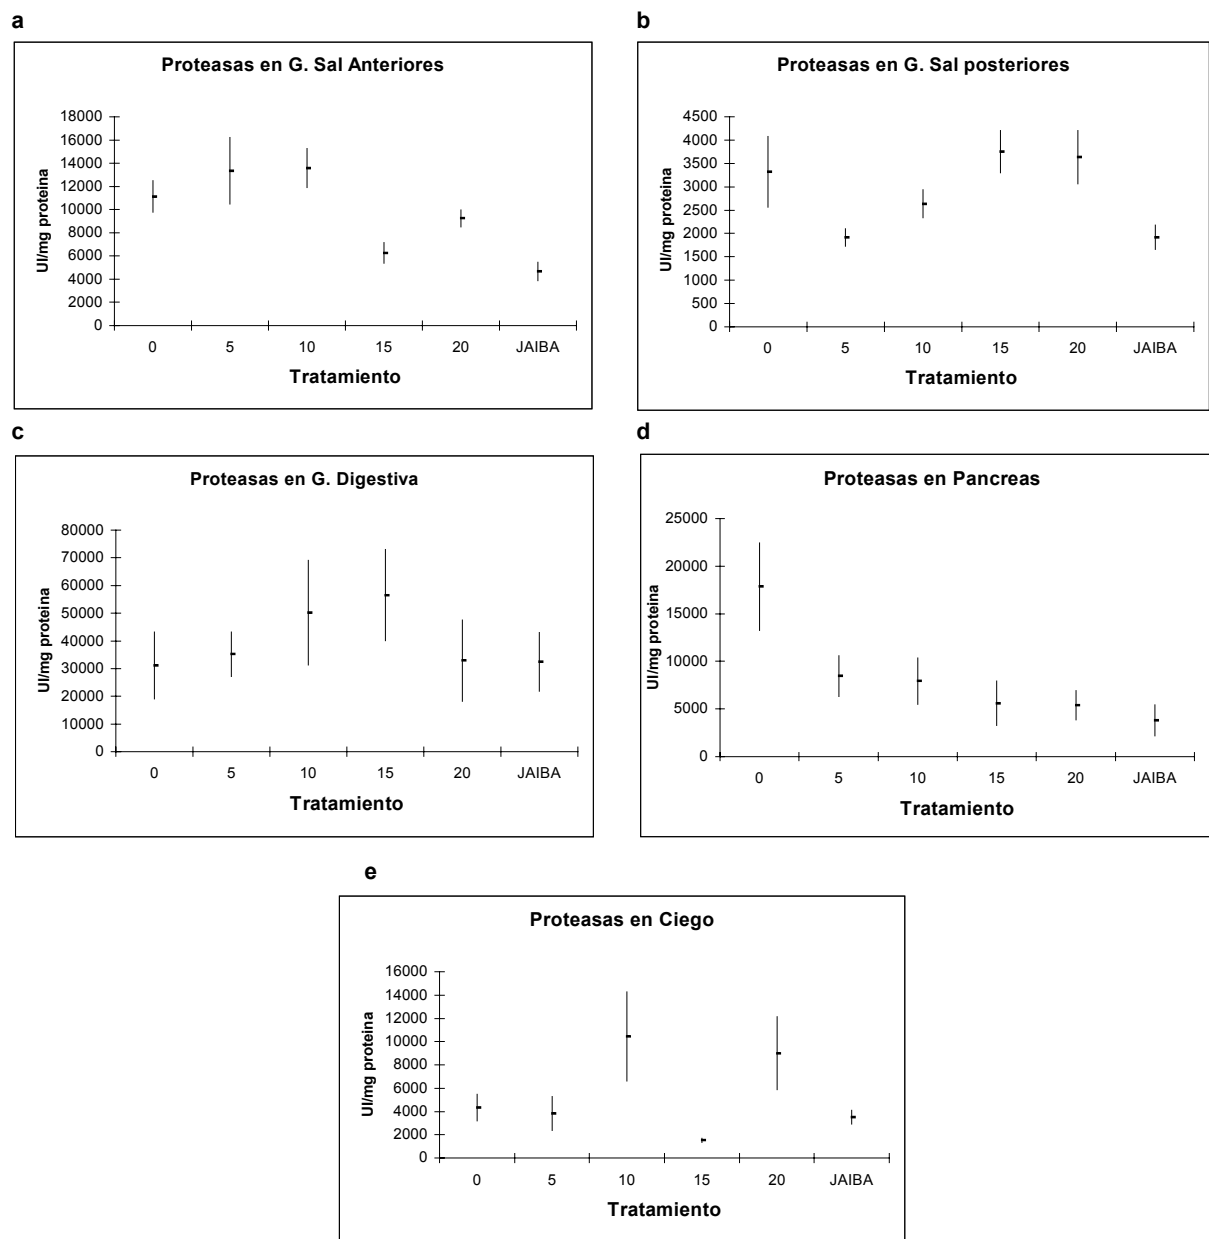 a
Proteasas en G. Sal Anteriores
UI/mg proteina
18000
16000
14000
12000
10000
8000
6000
4000
2000
0
0 5 10 15 20 JAIBA
Tratamiento
b
Proteasas en G. Sal posteriores
UI/mg proteina
4500
4000
3500
3000
2500
2000
1500
1000
500
0
0 5 10 15 20 JAIBA
Tratamiento
c
Proteasas en G. Digestiva
UI/mg proteina
80000
70000
60000
50000
40000
30000
20000
10000
0
0 5 10 15 20 JAIBA
Tratamiento
d
Proteasas en Pancreas
UI/mg proteina
25000
20000
15000
10000
5000
0
0 5 10 15 20 JAIBA
Tratamiento
e
Proteasas en Ciego
UI/mg proteina
16000
14000
12000
10000
8000
6000
4000
2000
0
0 5 10 15 20 JAIBA
Tratamiento